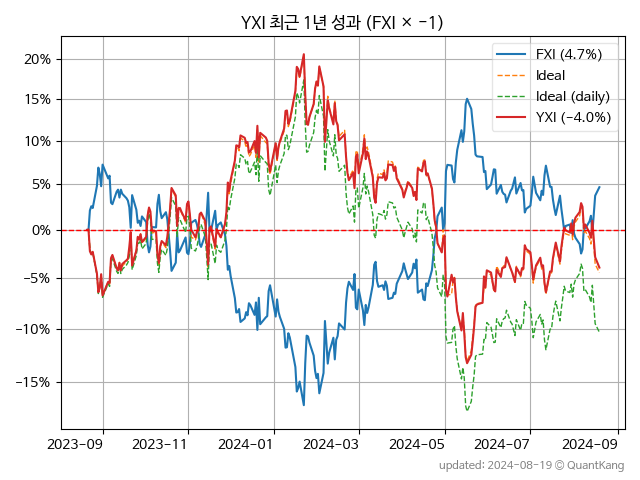 YXI 최근 1년 성과 (FXI × −1)
FXI (4.7%)
Ideal
Ideal (daily)
YXI (−4.0%)
20%
15%
10%
5%
0%
−5%
−10%
−15%
2023-09 2023-11 2024-01 2024-03 2024-05 2024-07 2024-09
updated: 2024-08-19 © QuantKang